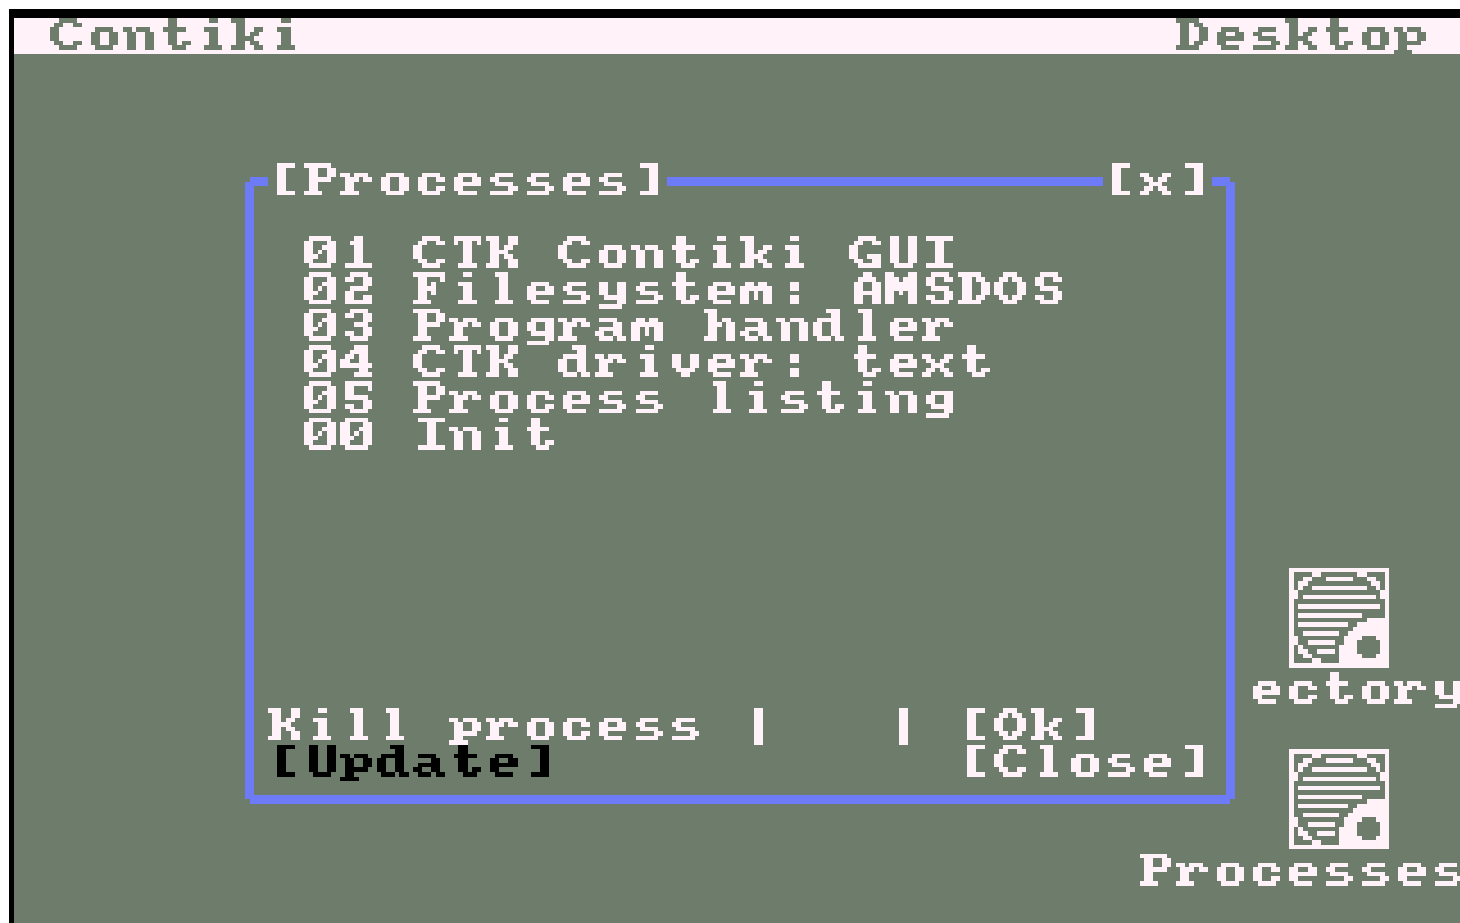 Contiki Desktop
[Processes] [x]
01 CTK Contiki GUI
02 Filesystem: AMSDOS
03 Program handler
04 CTK driver: text
05 Process listing
00 Init
ectory
Kill process | | [Ok]
[Update] [Close]
Processes